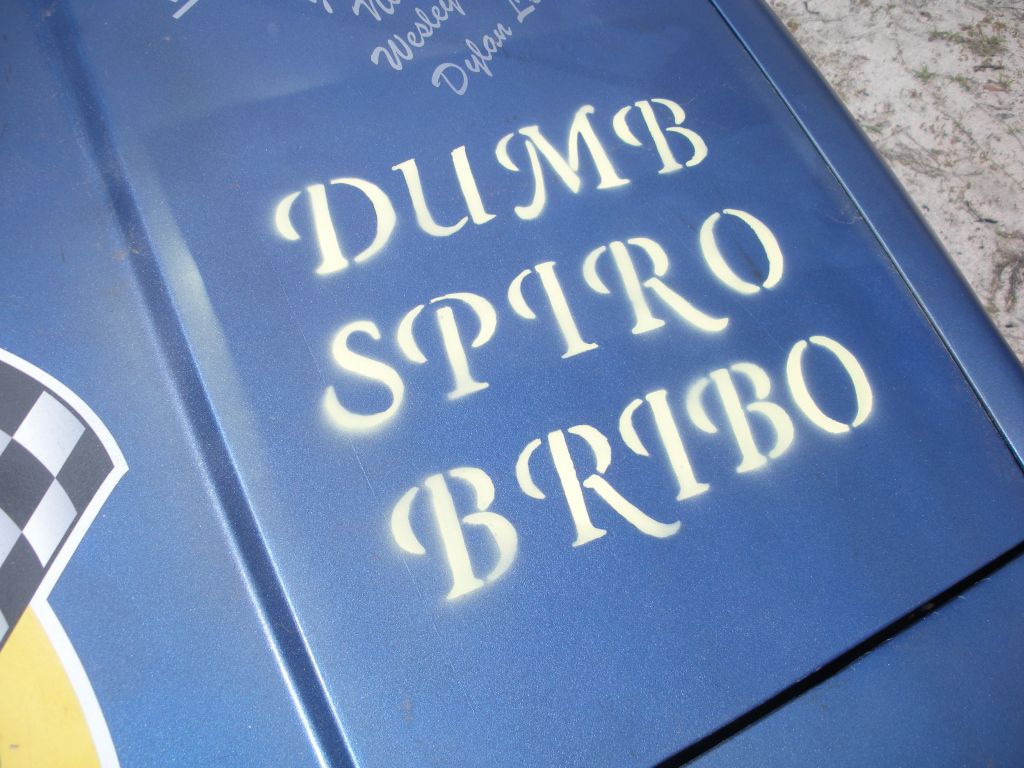 Wesley
Dylan
DUMB
SPIRO
BRIBO